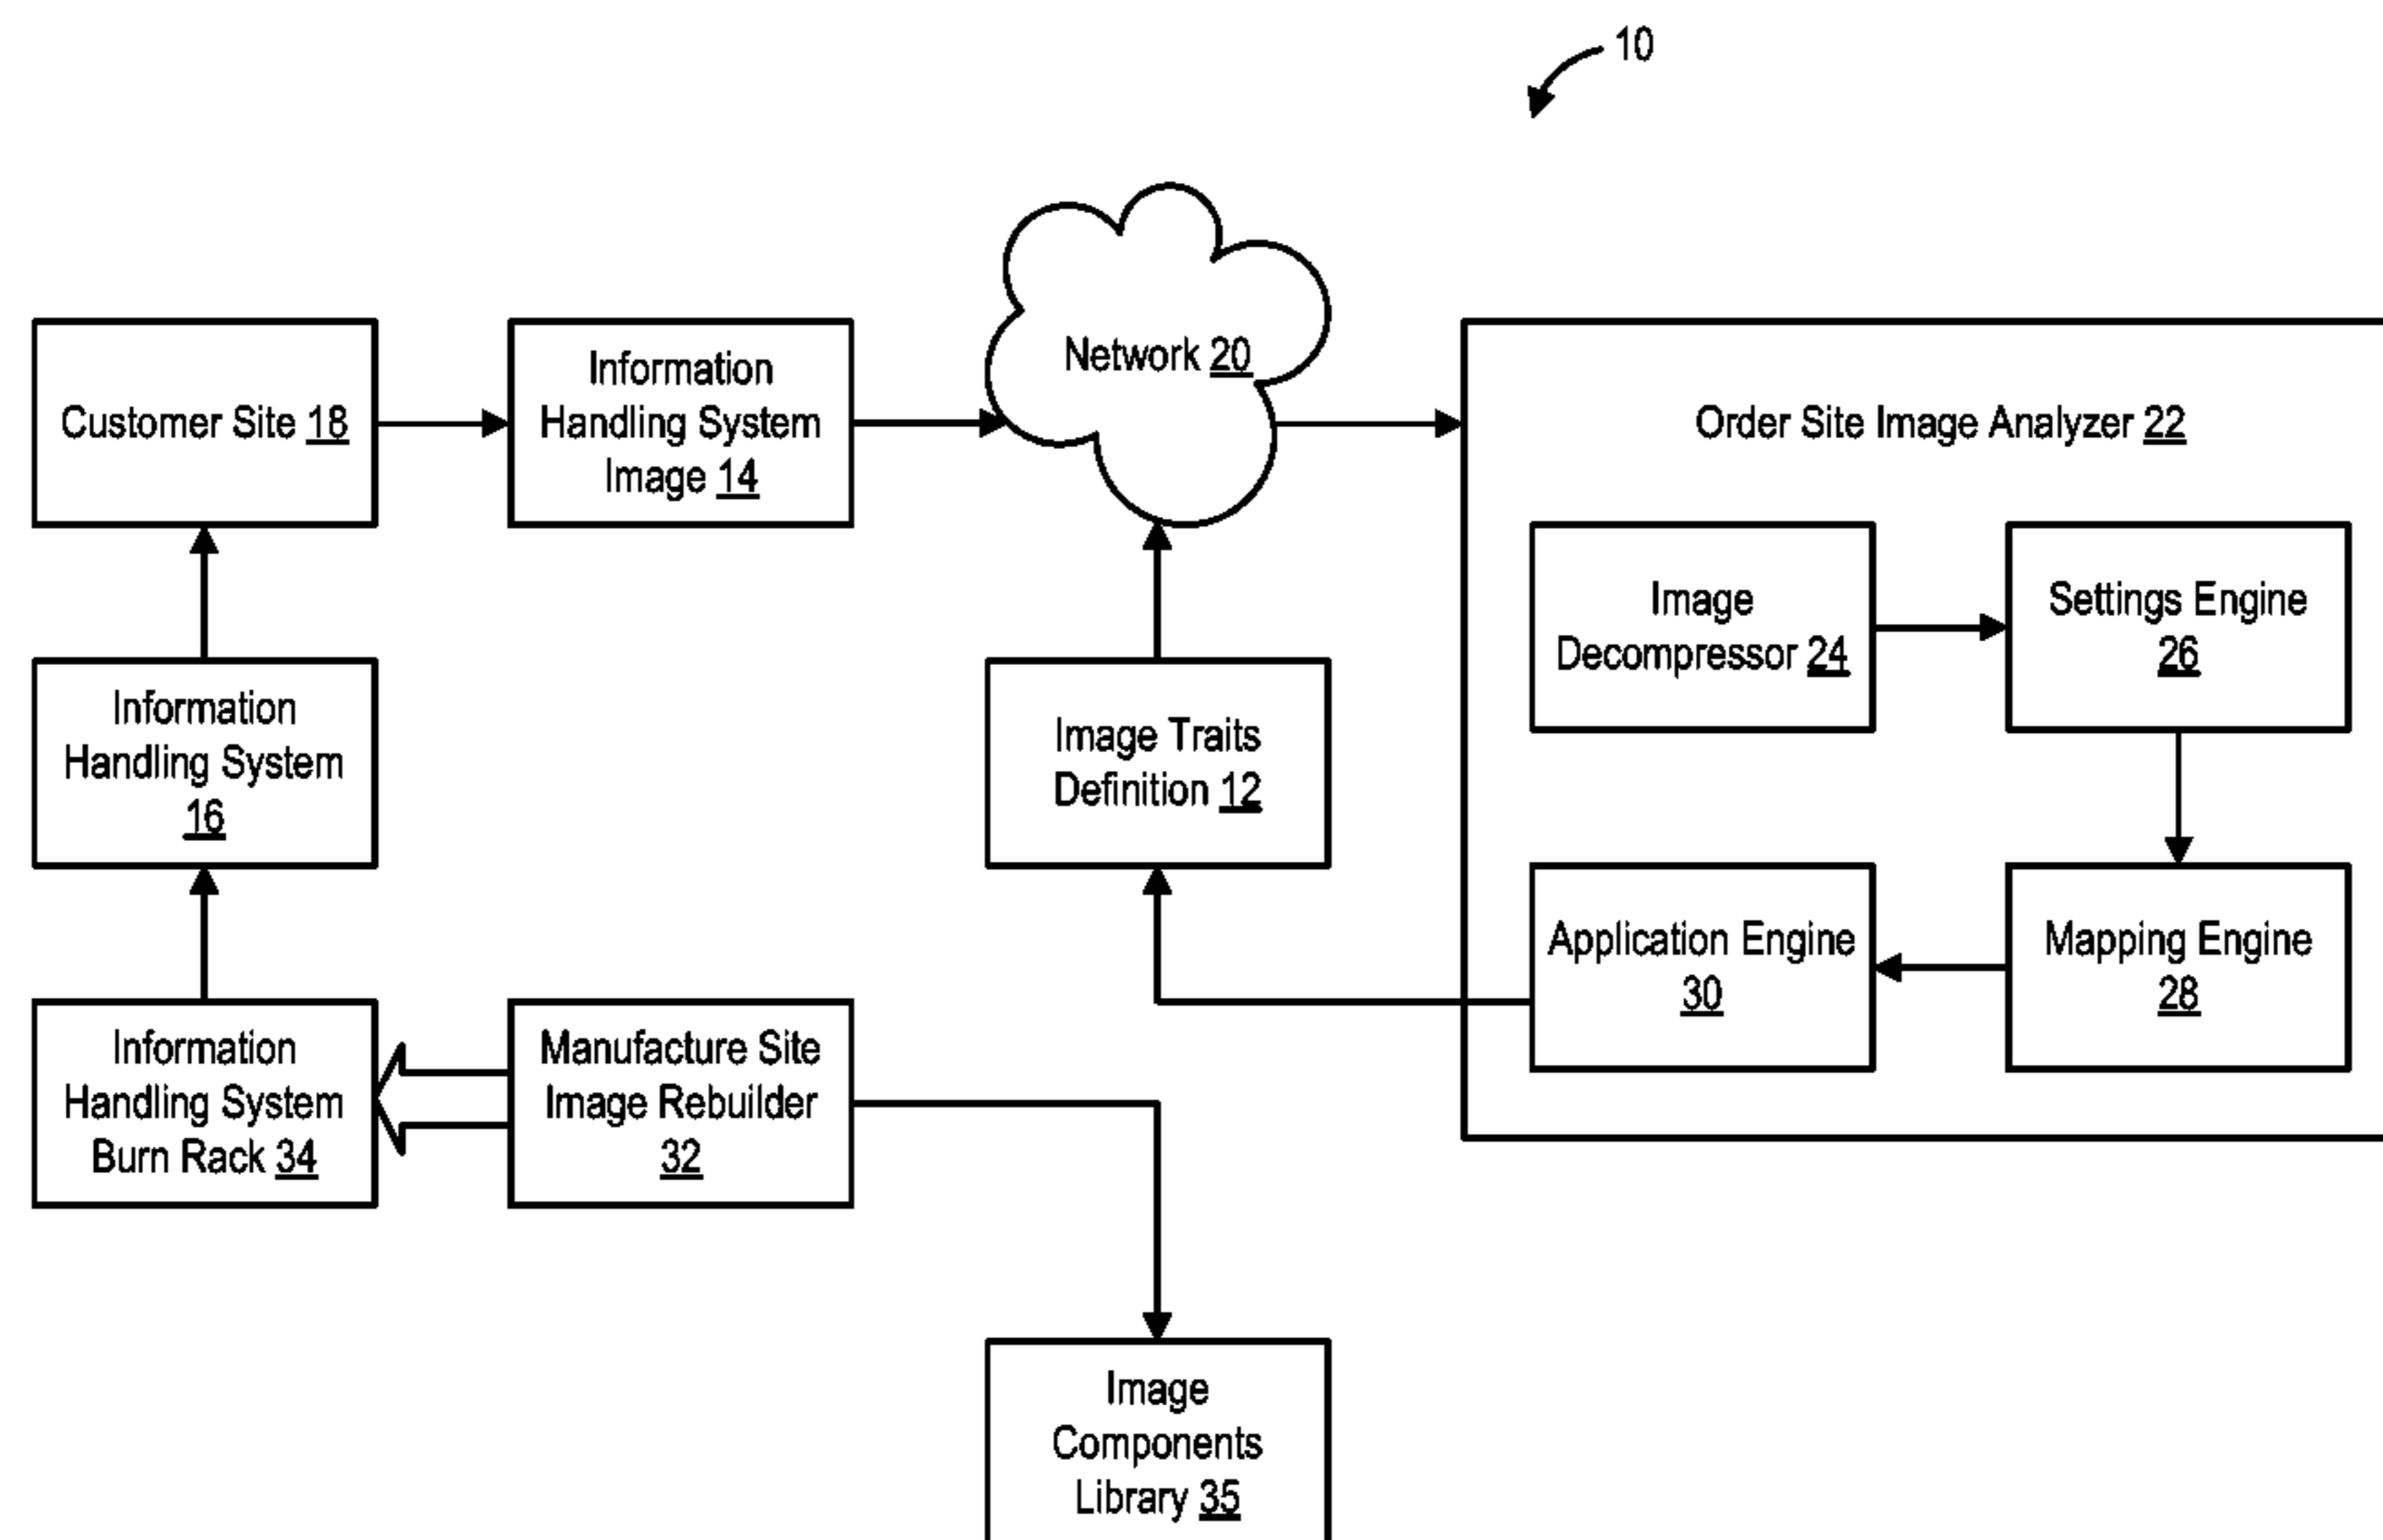 10
Network 20
Customer Site 18
Information
Handling System
Image 14
Order Site Image Analyzer 22
Image
Decompressor 24
Settings Engine
26
Information
Handling System
16
Image Traits
Definition 12
Application Engine
30
Mapping Engine
28
Information
Handling System
Burn Rack 34
Manufacture Site
Image Rebuilder
32
Image
Components
Library 35